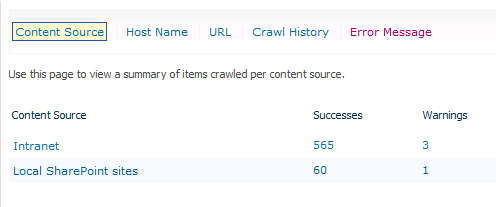 Content Source Host Name URL Crawl History Error Message
Use this page to view a summary of items crawled per content source.
Content Source Successes Warnings
Intranet 565 3
Local SharePoint sites 60 1